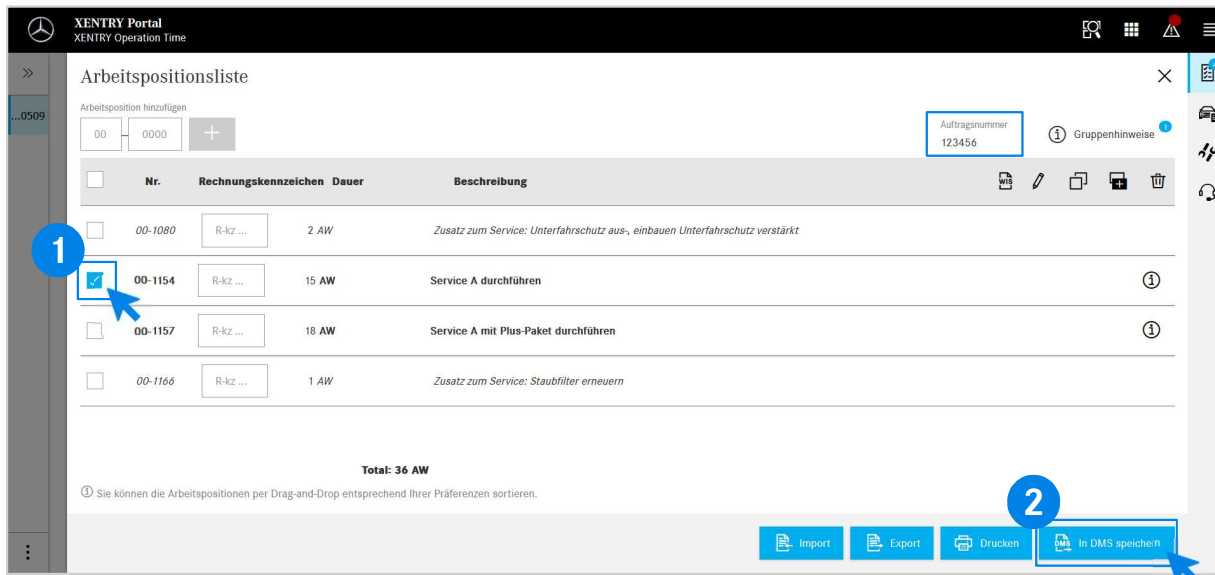 XENTRY Portal
XENTRY Operation Time
Arbeitspositionsliste
...0509
Arbeitsposition hinzufügen
00 - 0000
Auftragsnummer
123456
Gruppenhinweise 1
Nr. Rechnungskennzeichen Dauer Beschreibung
WIS
00-1080 R-kz ... 2 AW Zusatz zum Service: Unterfahrschutz aus-, einbauen Unterfahrschutz verstärkt
1
00-1154 R-kz ... 15 AW Service A durchführen
00-1157 R-kz ... 18 AW Service A mit Plus-Paket durchführen
00-1166 R-kz ... 1 AW Zusatz zum Service: Staubfilter erneuern
Total: 36 AW
Sie können die Arbeitspositionen per Drag-and-Drop entsprechend Ihrer Präferenzen sortieren.
2
Import Export Drucken DMS In DMS speichern